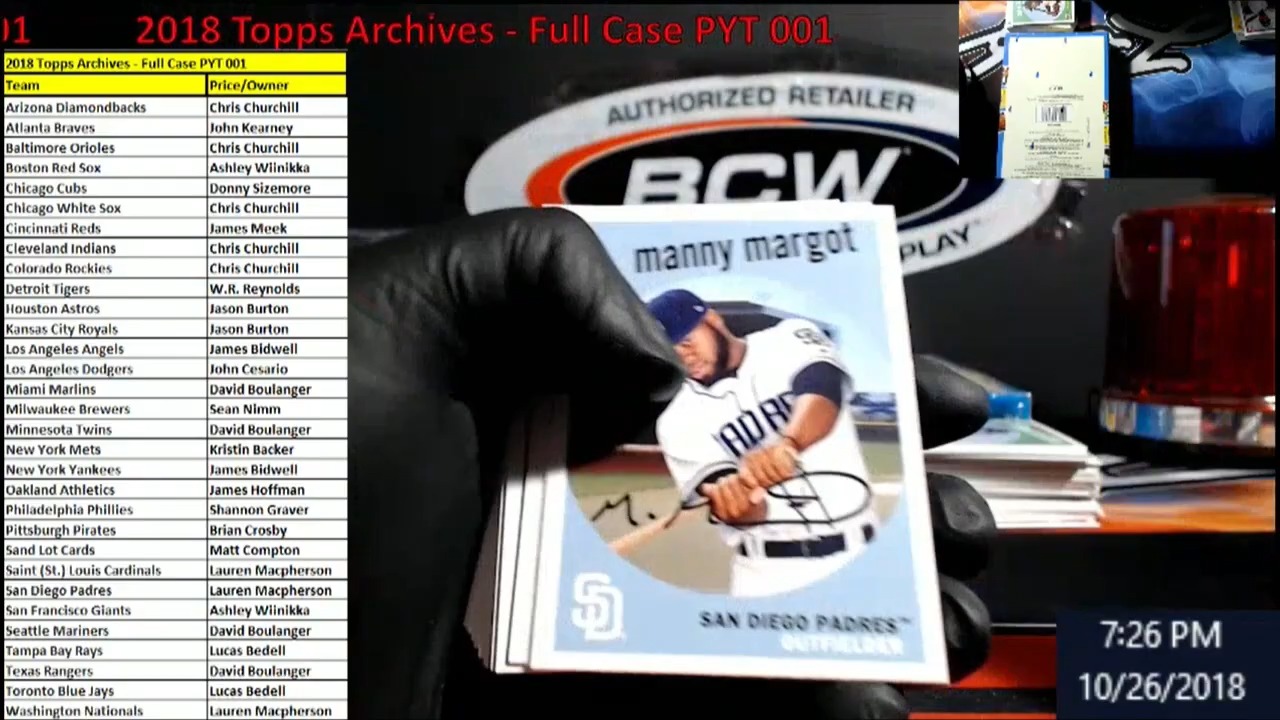 01 2018 Topps Archives - Full Case PYT 001
2018 Topps Archives - Full Case PYT 001
Team Price/Owner
Arizona Diamondbacks Chris Churchill
Atlanta Braves John Kearney
Baltimore Orioles Chris Churchill
Boston Red Sox Ashley Wiinikka
Chicago Cubs Donny Sizemore
Chicago White Sox Chris Churchill
Cincinnati Reds James Meek
Cleveland Indians Chris Churchill
Colorado Rockies Chris Churchill
Detroit Tigers W.R. Reynolds
Houston Astros Jason Burton
Kansas City Royals Jason Burton
Los Angeles Angels James Bidwell
Los Angeles Dodgers John Cesario
Miami Marlins David Boulanger
Milwaukee Brewers Sean Nimm
Minnesota Twins David Boulanger
New York Mets Kristin Backer
New York Yankees James Bidwell
Oakland Athletics James Hoffman
Philadelphia Phillies Shannon Graver
Pittsburgh Pirates Brian Crosby
Sand Lot Cards Matt Compton
Saint (St.) Louis Cardinals Lauren Macpherson
San Diego Padres Lauren Macpherson
San Francisco Giants Ashley Wiinikka
Seattle Mariners David Boulanger
Tampa Bay Rays Lucas Bedell
Texas Rangers David Boulanger
Toronto Blue Jays Lucas Bedell
Washington Nationals Lauren Macpherson
AUTHORIZED RETAILER
BCW
PLAY
manny margot
SD
SAN DIEGO PADRES™
OUTFIELDER
7:26 PM
10/26/2018